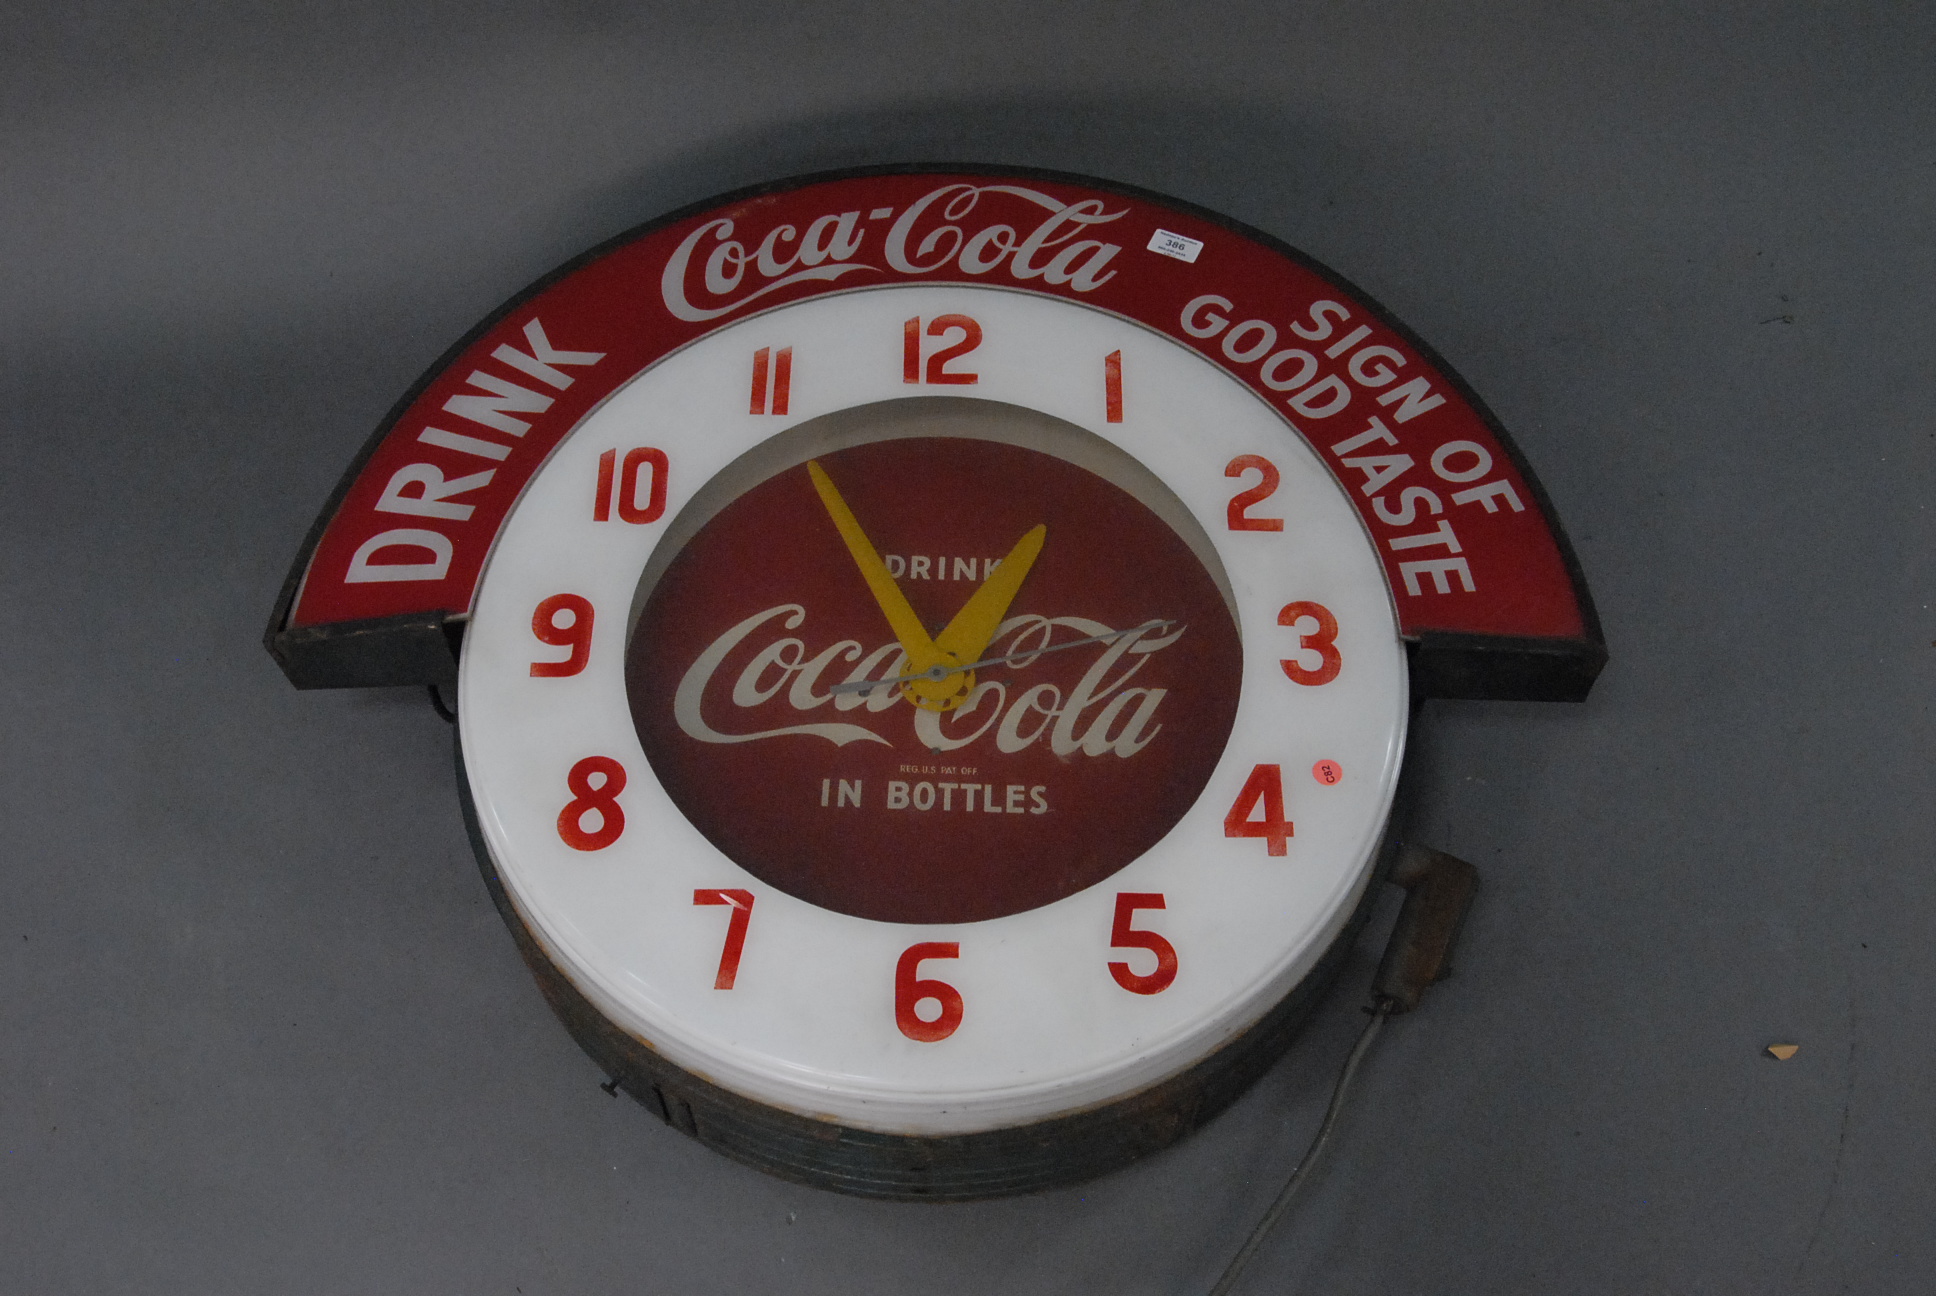 DRINK Coca-Cola SIGN OF
GOOD TASTE
386
12
1
2
3
4
5
6
7
8
9
10
11
C82
DRINK
Coca-Cola
REG. U.S. PAT. OFF.
IN BOTTLES